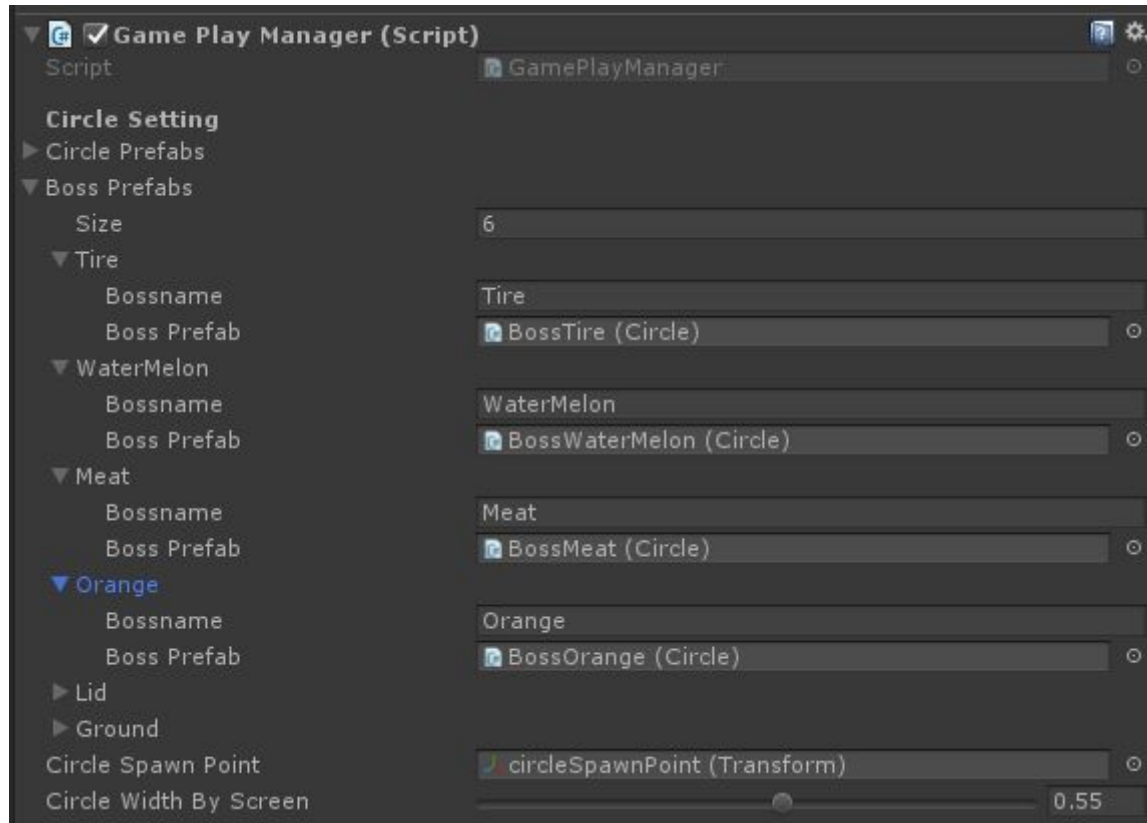 Game Play Manager (Script)
Script GamePlayManager
Circle Setting
Circle Prefabs
Boss Prefabs
Size 6
Tire
Bossname Tire
Boss Prefab BossTire (Circle)
WaterMelon
Bossname WaterMelon
Boss Prefab BossWaterMelon (Circle)
Meat
Bossname Meat
Boss Prefab BossMeat (Circle)
Orange
Bossname Orange
Boss Prefab BossOrange (Circle)
Lid
Ground
Circle Spawn Point circleSpawnPoint (Transform)
Circle Width By Screen 0.55